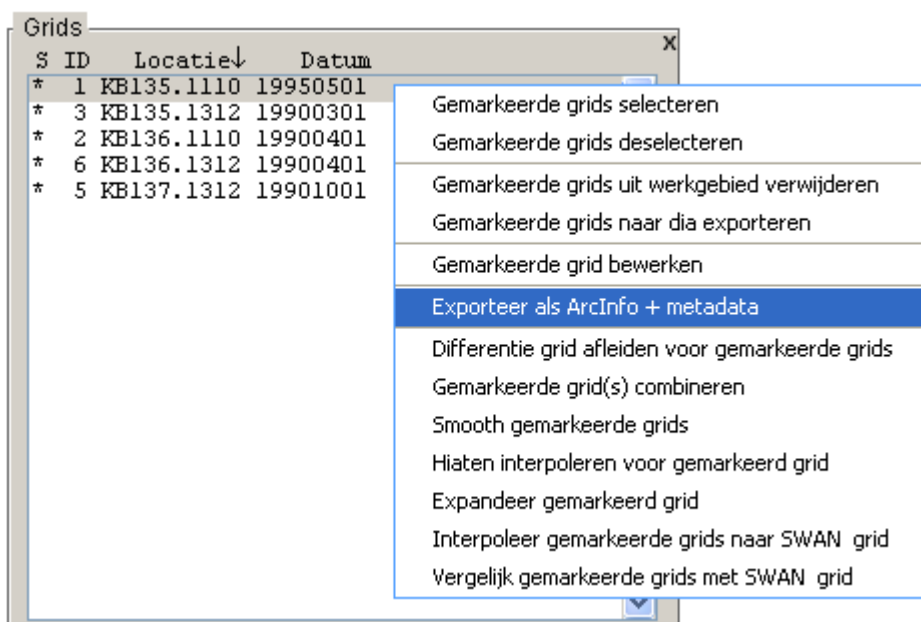 Grids
x
S ID Locatie↓ Datum
* 1 KB135.1110 19950501
* 3 KB135.1312 19900301
* 2 KB136.1110 19900401
* 6 KB136.1312 19900401
* 5 KB137.1312 19901001
Gemarkeerde grids selecteren
Gemarkeerde grids deselecteren
Gemarkeerde grids uit werkgebied verwijderen
Gemarkeerde grids naar dia exporteren
Gemarkeerde grid bewerken
Exporteer als ArcInfo + metadata
Differentie grid afleiden voor gemarkeerde grids
Gemarkeerde grid(s) combineren
Smooth gemarkeerde grids
Hiaten interpoleren voor gemarkeerd grid
Expandeer gemarkeerd grid
Interpoleer gemarkeerde grids naar SWAN grid
Vergelijk gemarkeerde grids met SWAN grid